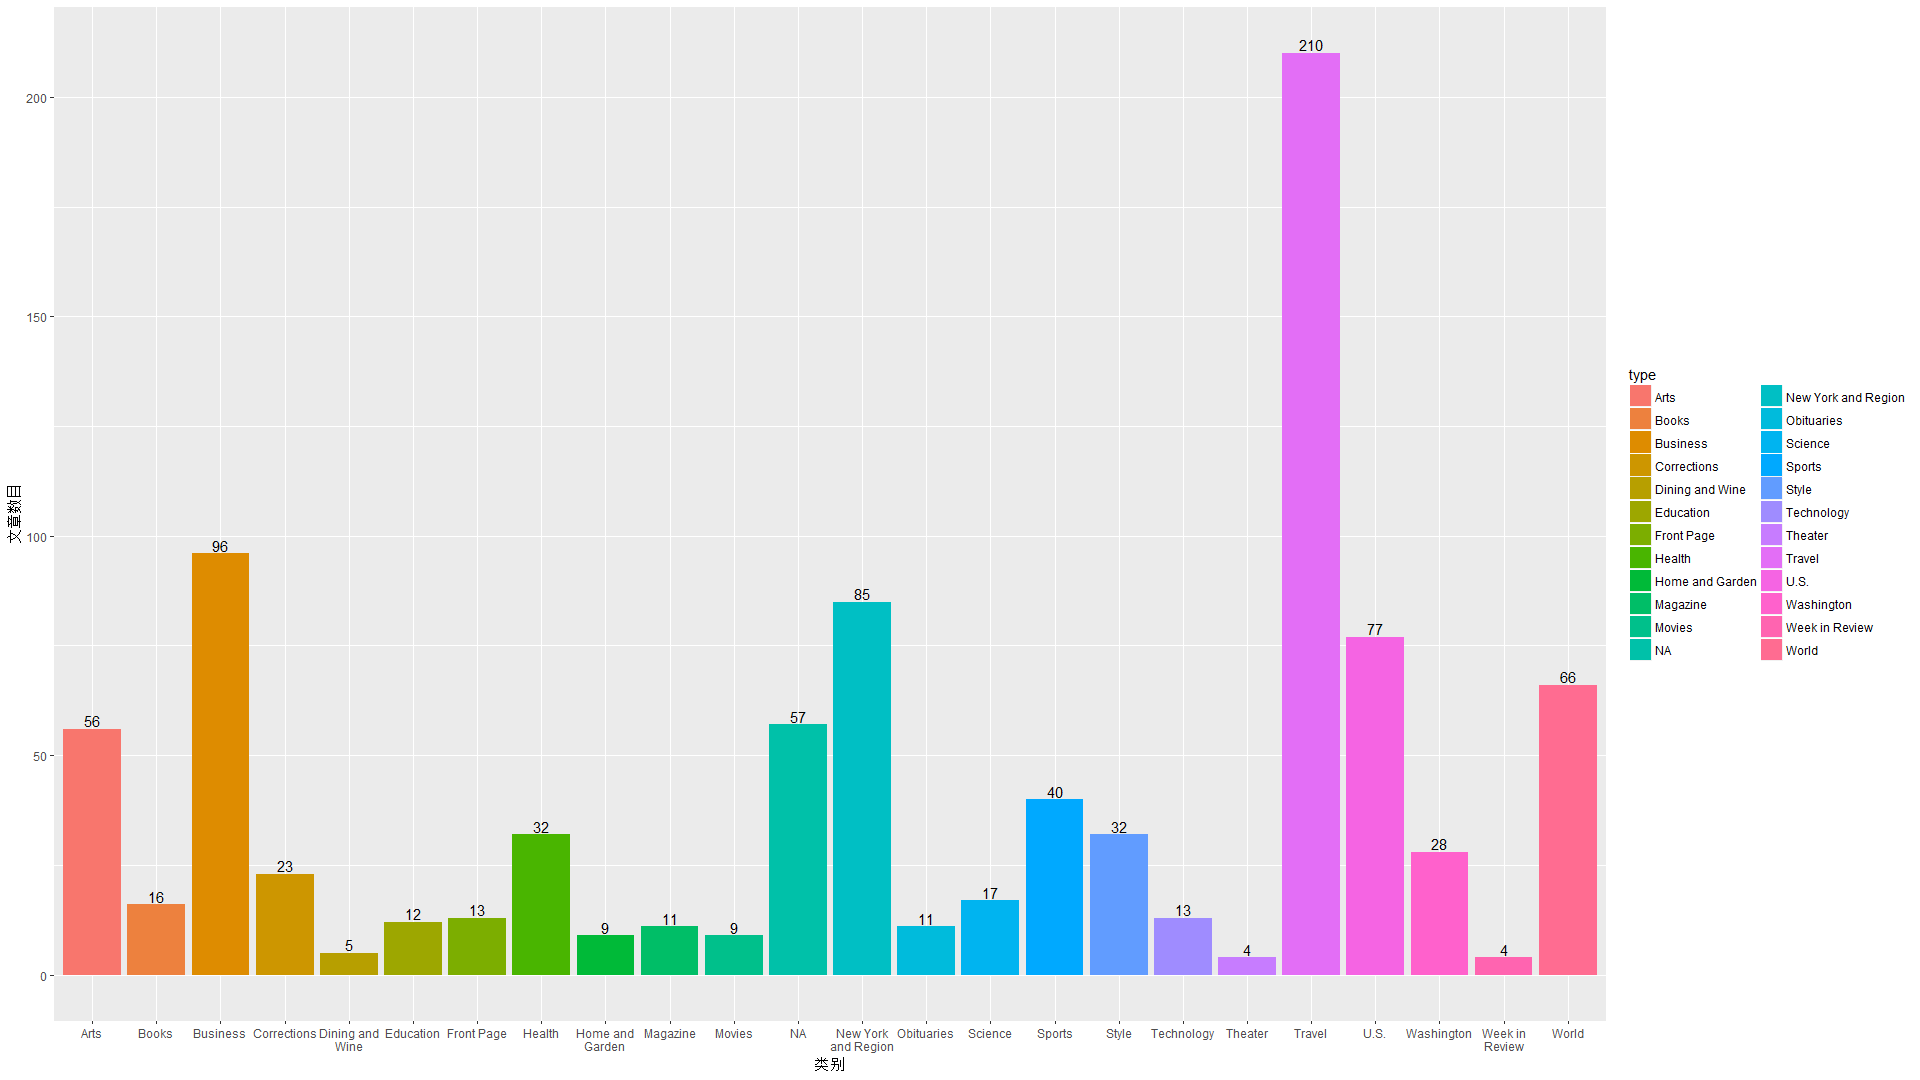 210
200
150
文章数目
100
50
0
96
85
77
66
56
57
40
32
32
28
23
16
17
12
13
13
11
11
9
9
5
4
4
Arts
Books
Business
Corrections
Dining and
Wine
Education
Front Page
Health
Home and
Garden
Magazine
Movies
NA
New York
and Region
Obituaries
Science
Sports
Style
Technology
Theater
Travel
U.S.
Washington
Week in
Review
World
类别
type
Arts
Books
Business
Corrections
Dining and Wine
Education
Front Page
Health
Home and Garden
Magazine
Movies
NA
New York and Region
Obituaries
Science
Sports
Style
Technology
Theater
Travel
U.S.
Washington
Week in Review
World